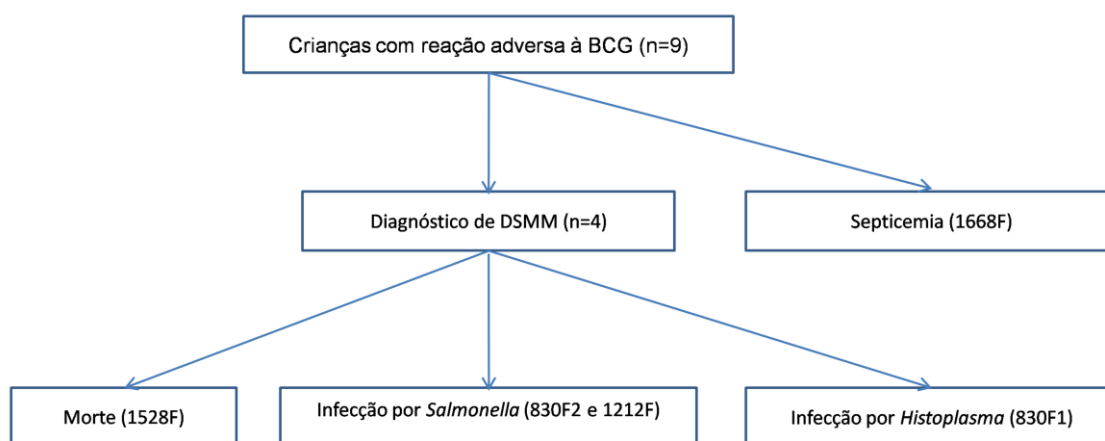 Crianças com reação adversa à BCG (n=9)
Diagnóstico de DSMM (n=4)
Septicemia (1668F)
Morte (1528F)
Infecção por Salmonella (830F2 e 1212F)
Infecção por Histoplasma (830F1)